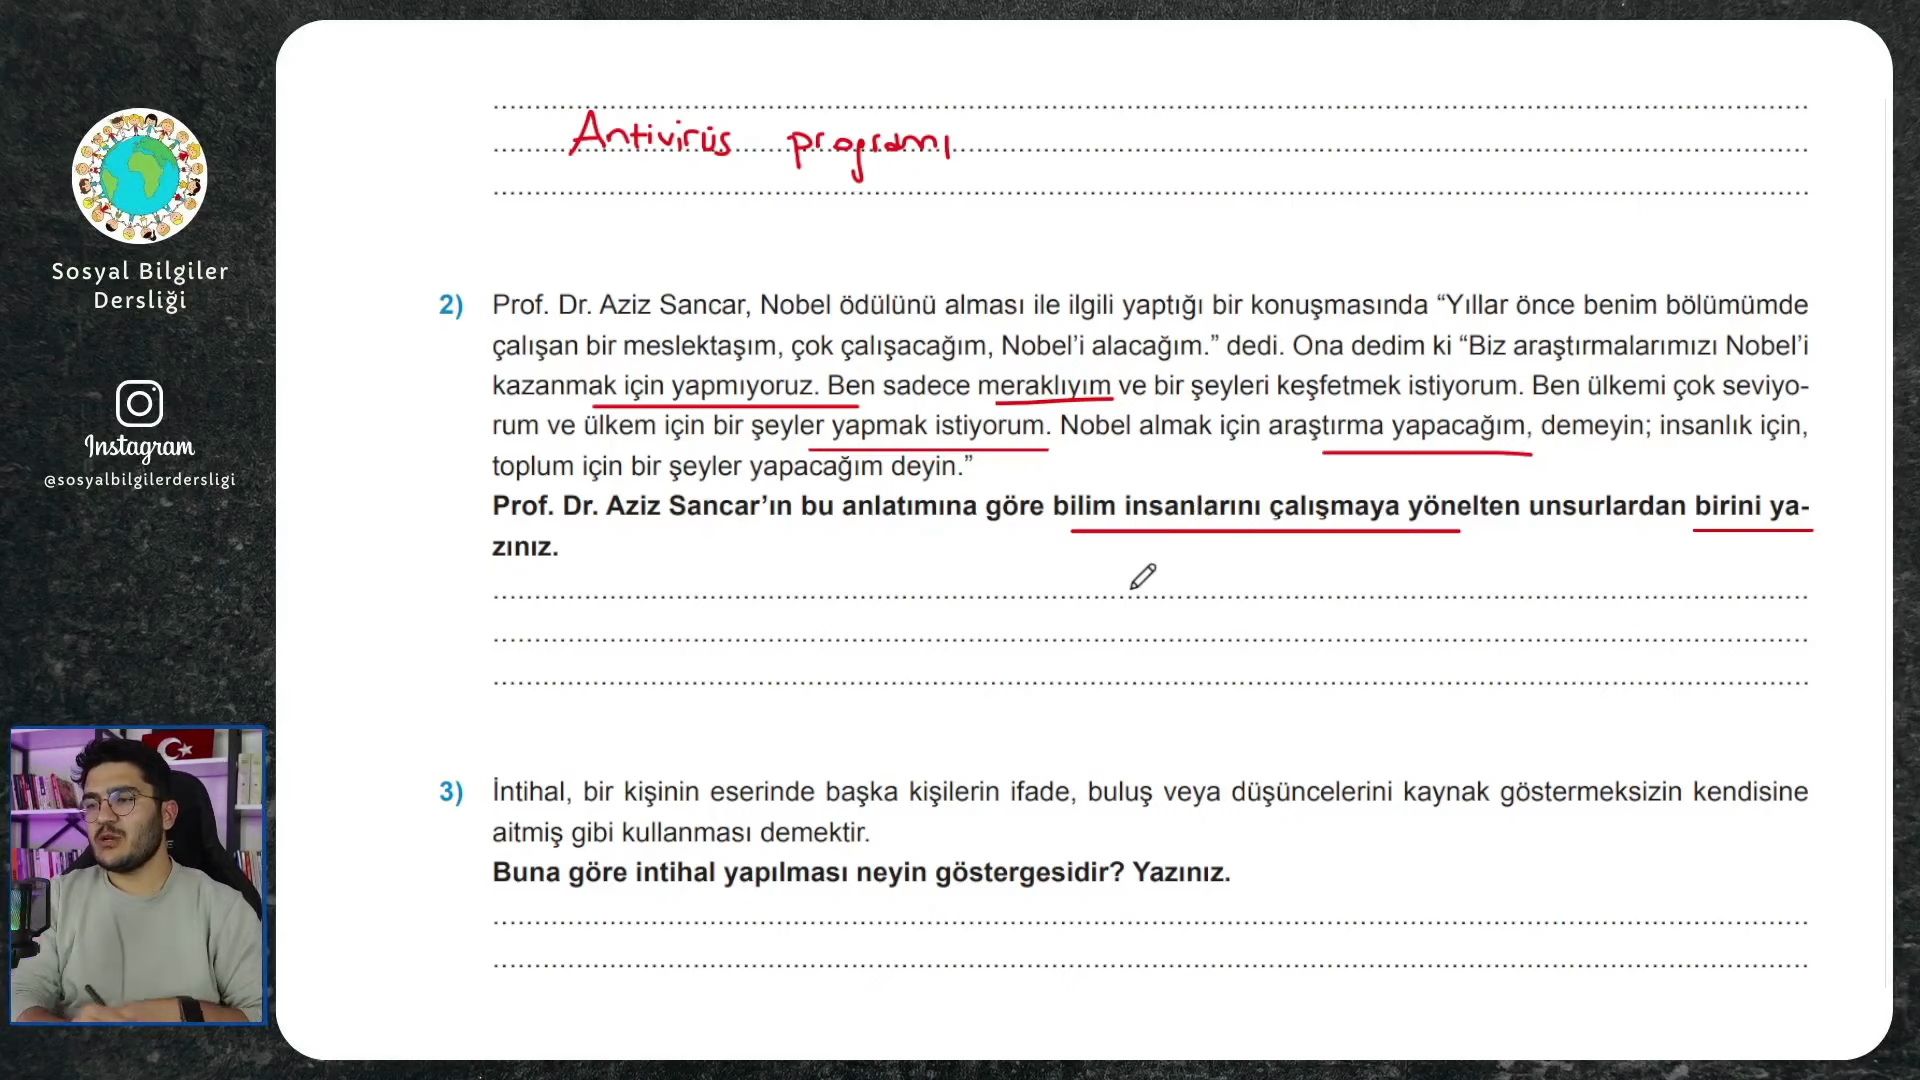 Sosyal Bilgiler
Dersliği
Instagram
@sosyalbilgilerdersligi
Antivirüs programı
2) Prof. Dr. Aziz Sancar, Nobel ödülünü alması ile ilgili yaptığı bir konuşmasında “Yıllar önce benim bölümümde
çalışan bir meslektaşım, çok çalışacağım, Nobel’i alacağım.” dedi. Ona dedim ki “Biz araştırmalarımızı Nobel’i
kazanmak için yapmıyoruz. Ben sadece meraklıyım ve bir şeyleri keşfetmek istiyorum. Ben ülkemi çok seviyo-
rum ve ülkem için bir şeyler yapmak istiyorum. Nobel almak için araştırma yapacağım, demeyin; insanlık için,
toplum için bir şeyler yapacağım deyin.”
Prof. Dr. Aziz Sancar’ın bu anlatımına göre bilim insanlarını çalışmaya yönelten unsurlardan birini ya-
zınız.
3) İntihal, bir kişinin eserinde başka kişilerin ifade, buluş veya düşüncelerini kaynak göstermeksizin kendisine
aitmiş gibi kullanması demektir.
Buna göre intihal yapılması neyin göstergesidir? Yazınız.